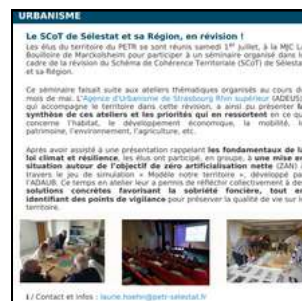 URBANISME
Le SCoT de Sélestat et sa Région, en révision !
Les élus du territoire du PETR se sont réunis samedi 1er juillet, à la MJC La
Bouilloire de Marckolsheim pour participer à un séminaire organisé dans le
cadre de la révision du Schéma de Cohérence Territoriale (SCoT) de Sélestat
et sa Région.
Ce séminaire faisait suite aux ateliers thématiques organisés au cours du
mois de mai. L'Agence d'Urbanisme de Strasbourg Rhin supérieur (ADEUS)
qui accompagne le territoire dans cette révision, a ainsi pu présenter la
synthèse de ces ateliers et les priorités qui en ressortent en ce qui
concerne l'habitat, le développement économique, la mobilité, le
patrimoine, l'environnement, l'agriculture, etc.
Après avoir assisté à une présentation rappelant les fondamentaux de la
loi climat et résilience, les élus ont participé, en groupe, à une mise en
situation autour de l'objectif de zéro artificialisation nette (ZAN) à
travers le jeu de simulation « Modèle notre territoire », développé par
l'ADAUB. Ce temps en atelier leur a permis de réfléchir collectivement à des
solutions concrètes favorisant la sobriété foncière, tout en
identifiant des points de vigilance pour préserver la qualité de vie sur le
territoire.
i / Contact et infos : laurie.hoehn@petr-selestat.fr